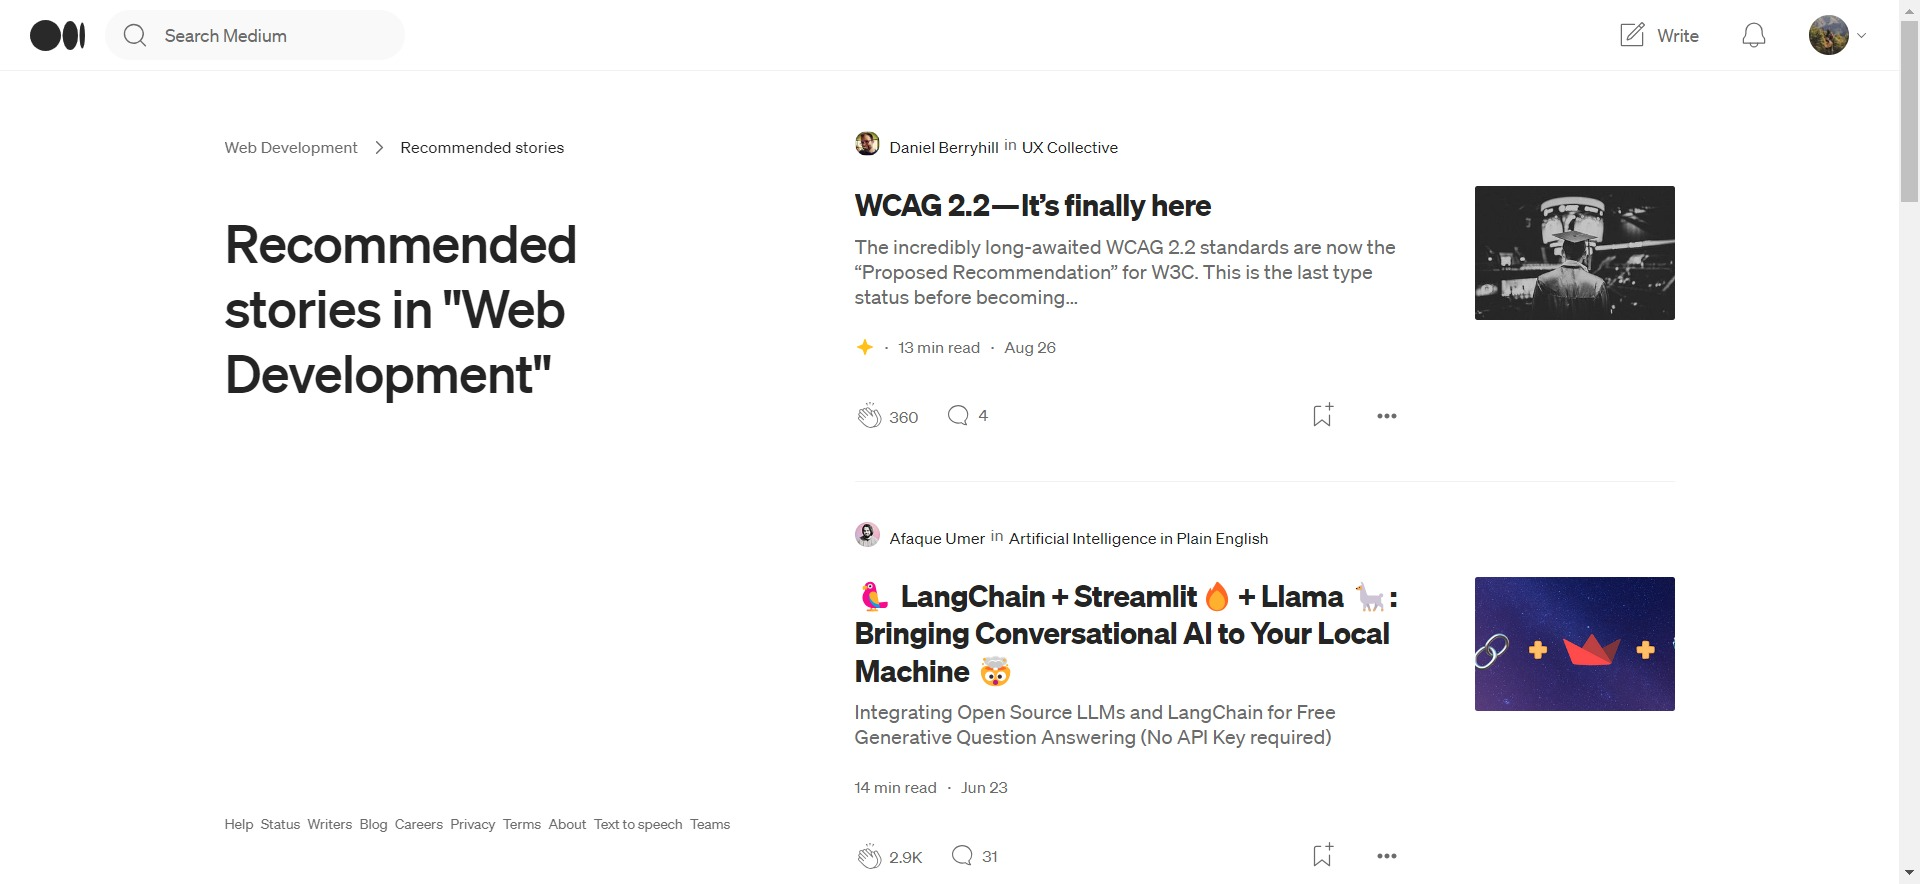 Search Medium
Write
Web Development > Recommended stories
Recommended
stories in "Web
Development"
Help Status Writers Blog Careers Privacy Terms About Text to speech Teams
Daniel Berryhill in UX Collective
WCAG 2.2—It’s finally here
The incredibly long-awaited WCAG 2.2 standards are now the
“Proposed Recommendation” for W3C. This is the last type
status before becoming…
· 13 min read · Aug 26
360 4
Afaque Umer in Artificial Intelligence in Plain English
🦜 LangChain + Streamlit🔥 + Llama 🦙:
Bringing Conversational AI to Your Local
Machine 🤯
Integrating Open Source LLMs and LangChain for Free
Generative Question Answering (No API Key required)
14 min read · Jun 23
2.9K 31